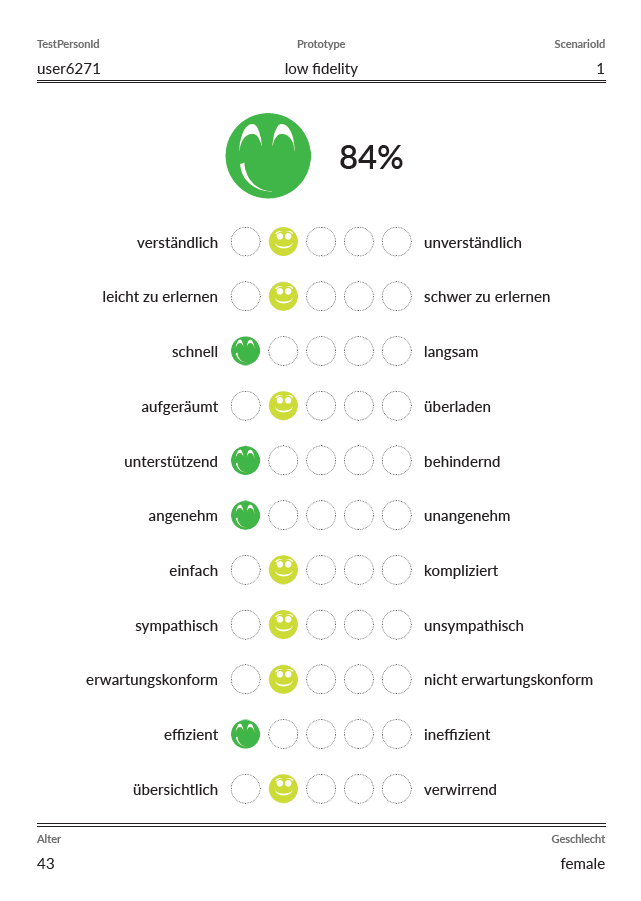 TestPersonId Prototype ScenarioId
user6271 low fidelity 1
84%
verständlich unverständlich
leicht zu erlernen schwer zu erlernen
schnell langsam
aufgeräumt überladen
unterstützend behindernd
angenehm unangenehm
einfach kompliziert
sympathisch unsympathisch
erwartungskonform nicht erwartungskonform
effizient ineffizient
übersichtlich verwirrend
Alter Geschlecht
43 female